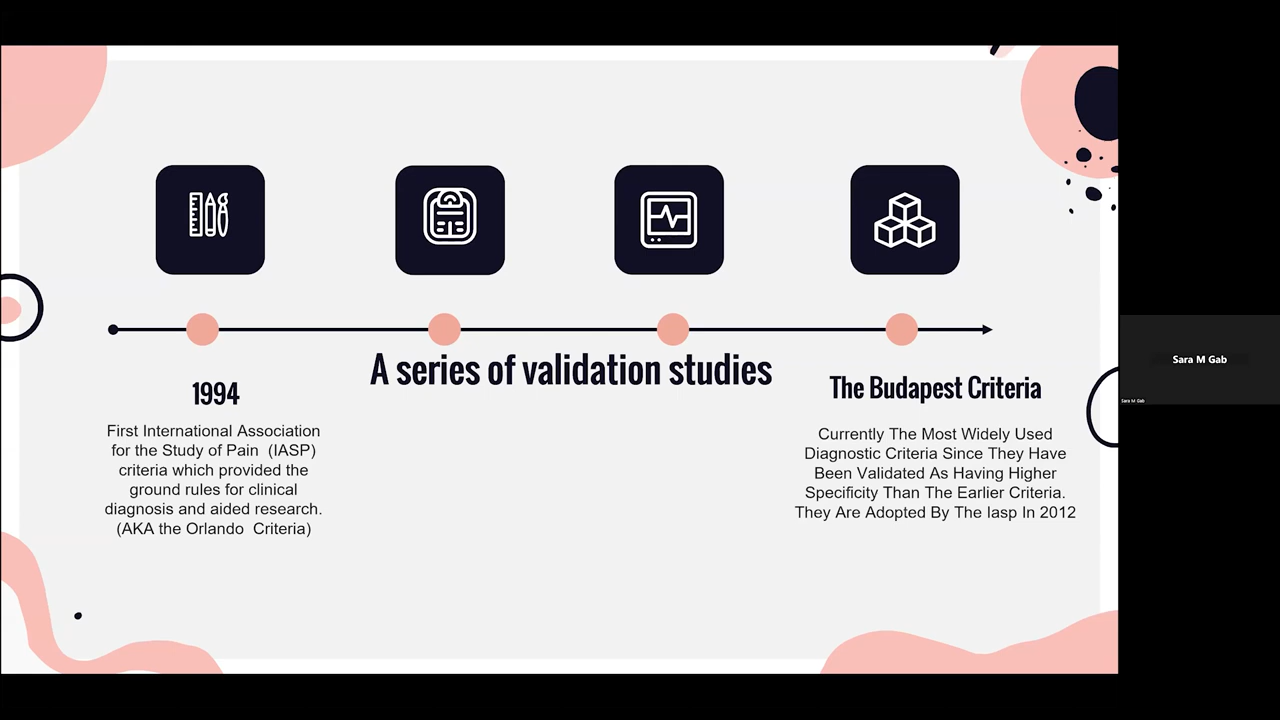 A series of validation studies
1994
First International Association
for the Study of Pain (IASP)
criteria which provided the
ground rules for clinical
diagnosis and aided research.
(AKA the Orlando Criteria)
The Budapest Criteria
Currently The Most Widely Used
Diagnostic Criteria Since They Have
Been Validated As Having Higher
Specificity Than The Earlier Criteria.
They Are Adopted By The Iasp In 2012
Sara M Gab
Sara M Gab